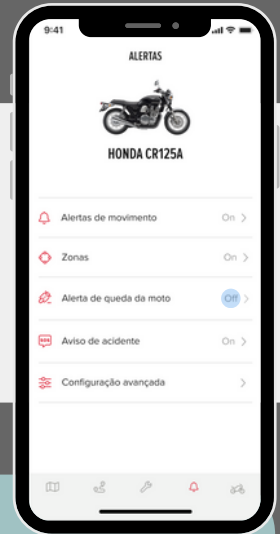 9:41
ALERTAS
HONDA CR125A
Alertas de movimento On
Zonas On
Alerta de queda da moto Off
Aviso de acidente On
Configuração avançada